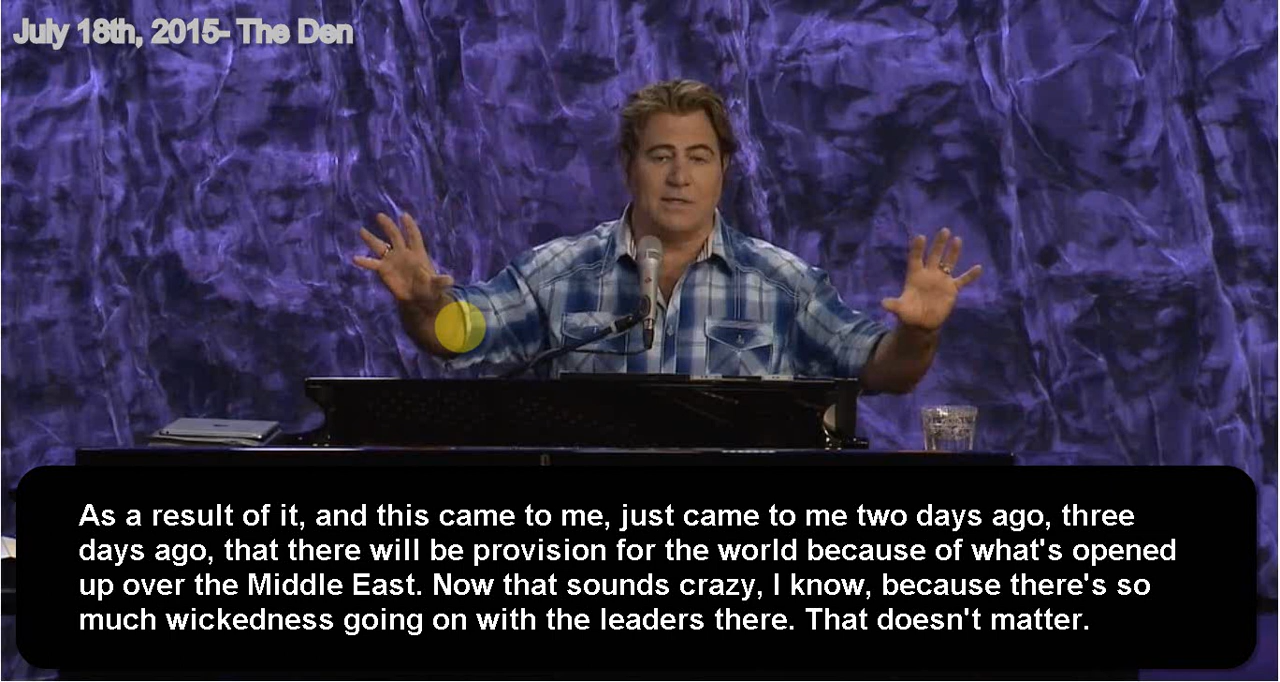 July 18th, 2015- The Den
As a result of it, and this came to me, just came to me two days ago, three
days ago, that there will be provision for the world because of what's opened
up over the Middle East. Now that sounds crazy, I know, because there's so
much wickedness going on with the leaders there. That doesn't matter.